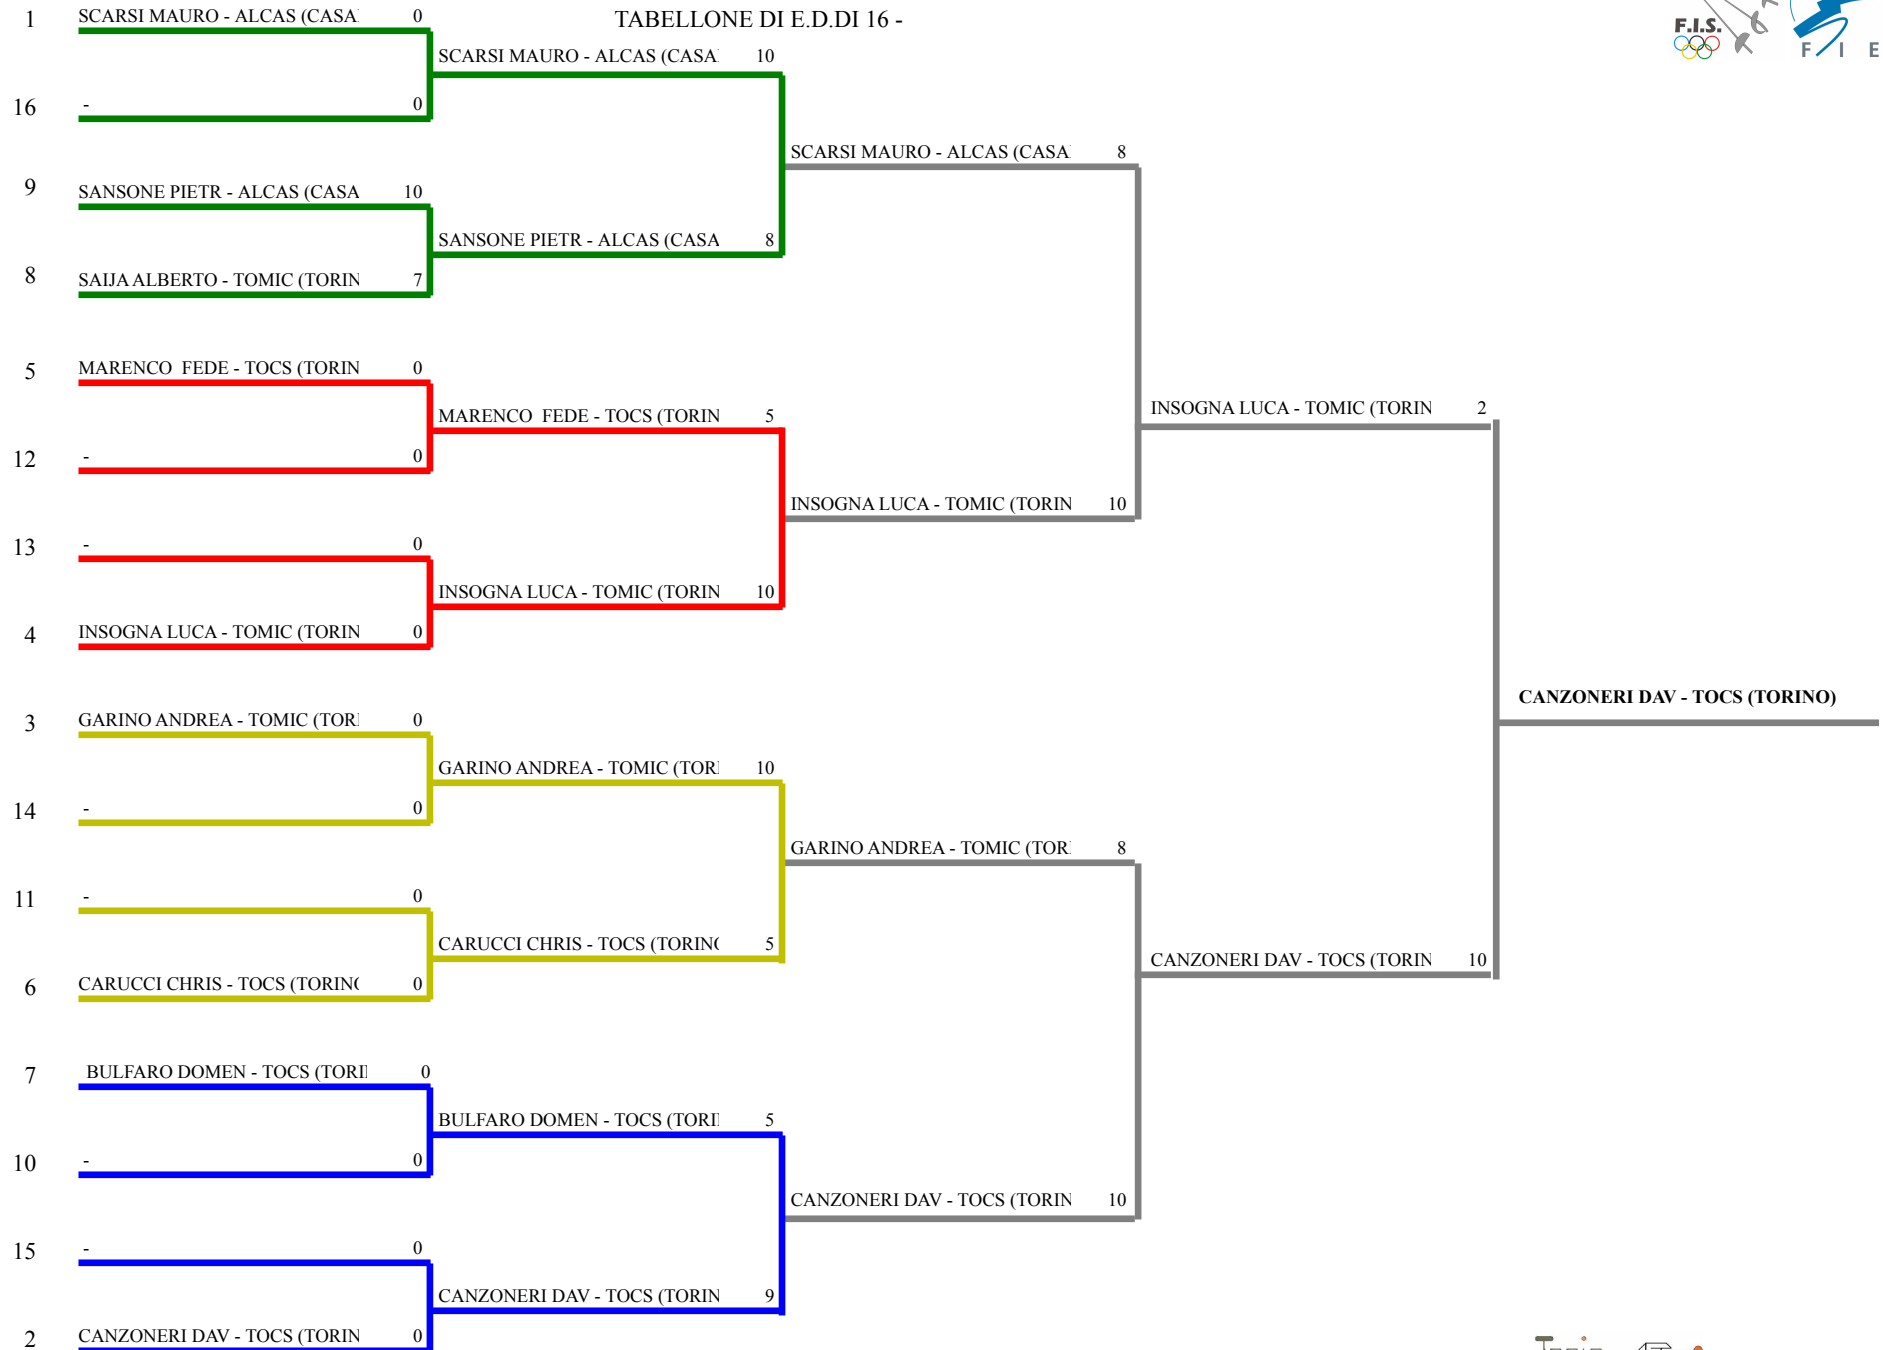 TABELLONE DI E.D.DI 16 -
F.I.S.
F I E
1 SCARSI MAURO - ALCAS (CASA 0
SCARSI MAURO - ALCAS (CASA 10
16 - 0
SCARSI MAURO - ALCAS (CASA 8
9 SANSONE PIETR - ALCAS (CASA 10
SANSONE PIETR - ALCAS (CASA 8
8 SAIJA ALBERTO - TOMIC (TORIN 7
5 MARENCO  FEDE - TOCS (TORIN 0
MARENCO  FEDE - TOCS (TORIN 5
INSOGNA LUCA - TOMIC (TORIN 2
12 - 0
INSOGNA LUCA - TOMIC (TORIN 10
13 - 0
INSOGNA LUCA - TOMIC (TORIN 10
4 INSOGNA LUCA - TOMIC (TORIN 0
CANZONERI DAV - TOCS (TORINO)
3 GARINO ANDREA - TOMIC (TOR 0
GARINO ANDREA - TOMIC (TOR 10
14 - 0
GARINO ANDREA - TOMIC (TOR 8
11 - 0
CARUCCI CHRIS - TOCS (TORINO 5
CANZONERI DAV - TOCS (TORIN 10
6 CARUCCI CHRIS - TOCS (TORINO 0
7 BULFARO DOMEN - TOCS (TORI 0
BULFARO DOMEN - TOCS (TORI 5
10 - 0
CANZONERI DAV - TOCS (TORIN 10
15 - 0
CANZONERI DAV - TOCS (TORIN 9
2 CANZONERI DAV - TOCS (TORIN 0